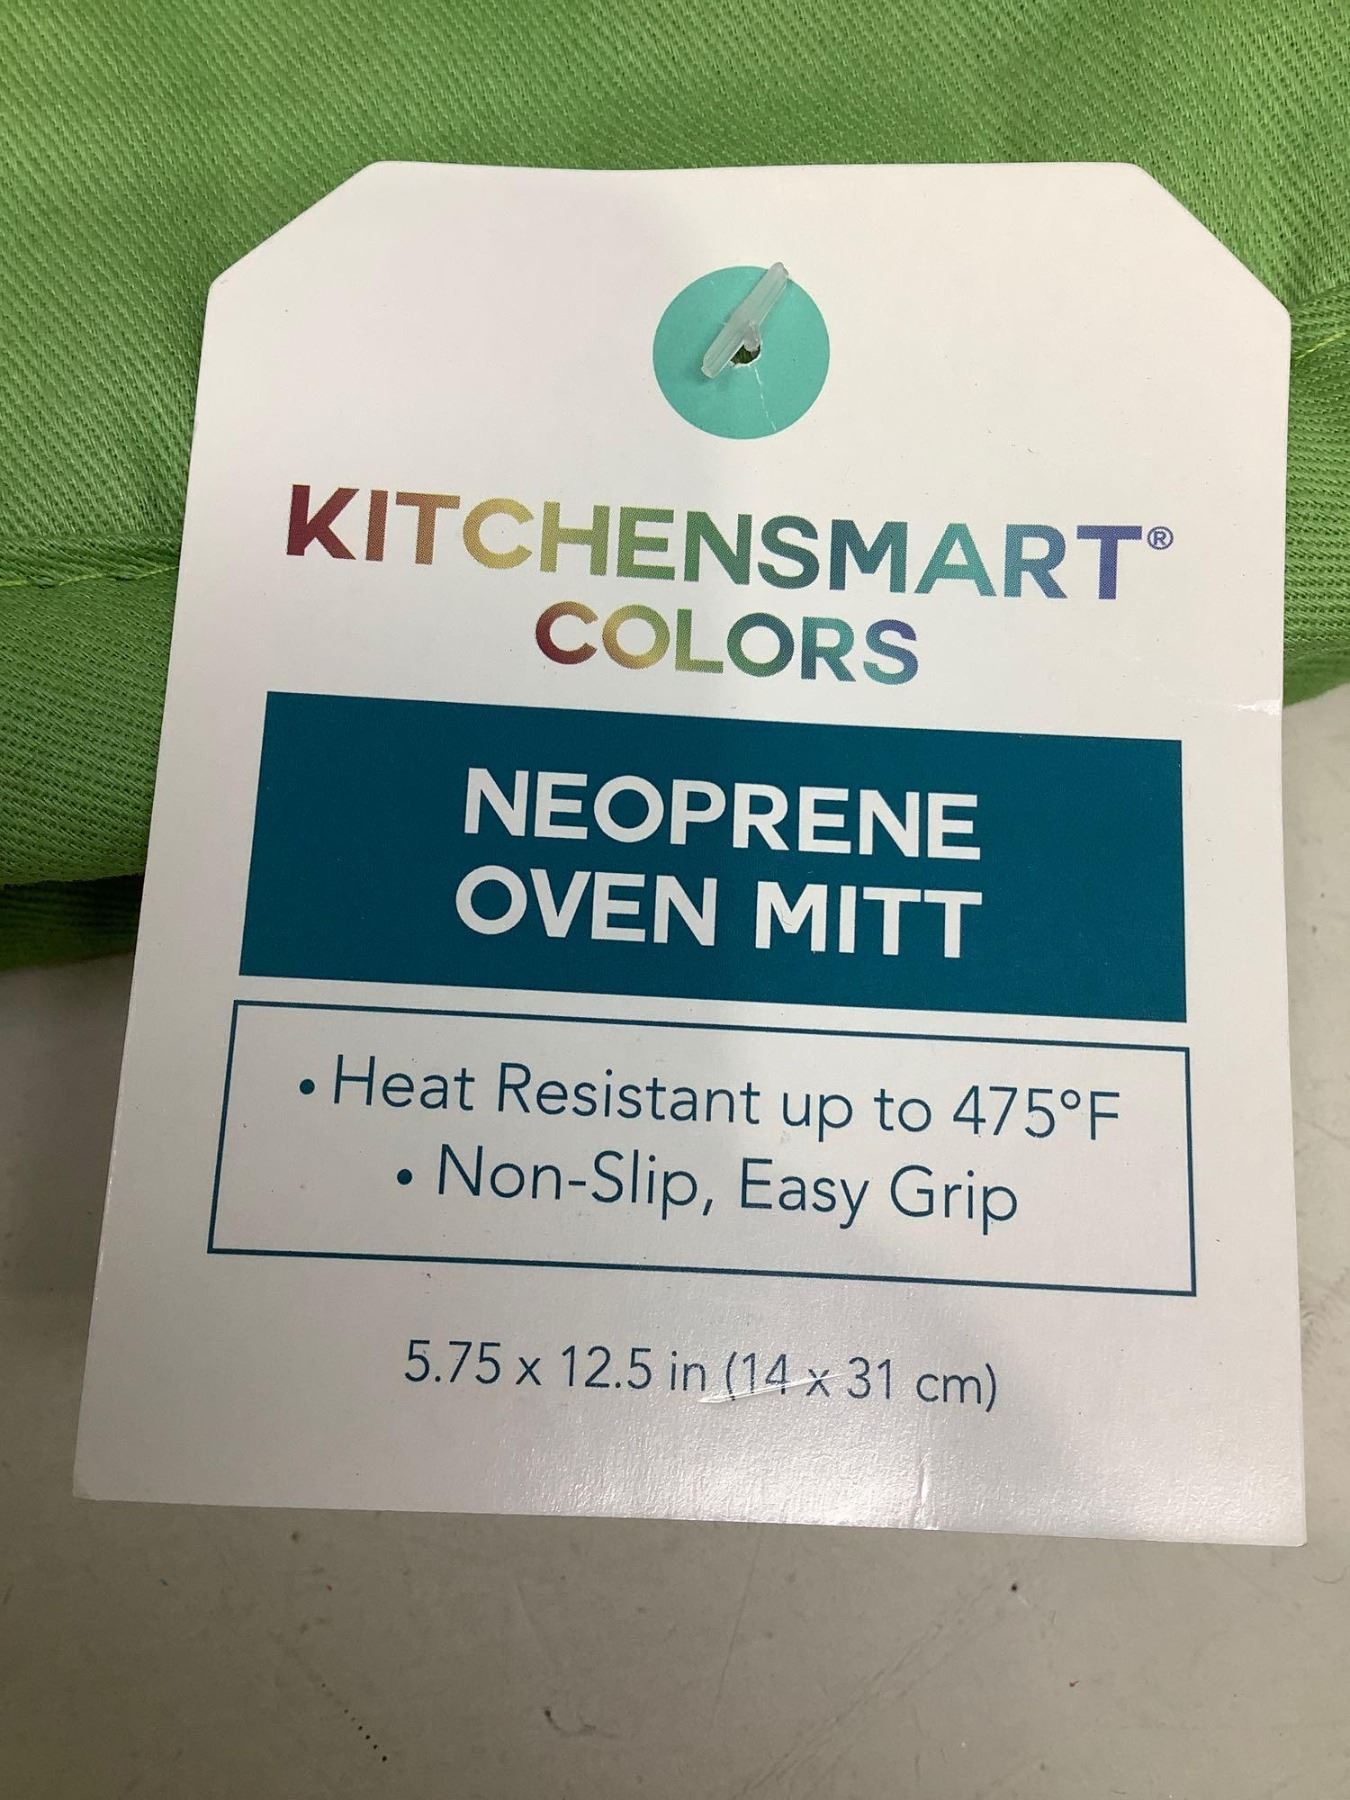 KITCHENSMART®
COLORS
NEOPRENE
OVEN MITT
• Heat Resistant up to 475°F
• Non-Slip, Easy Grip
5.75 x 12.5 in (14 x 31 cm)